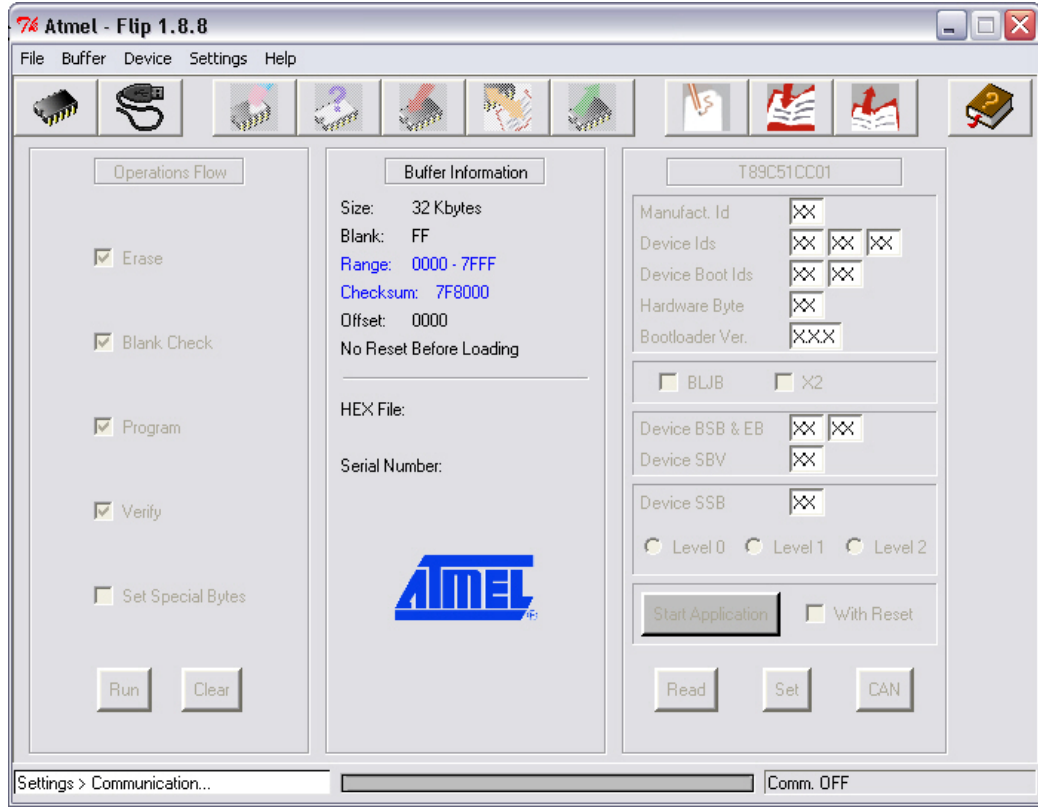 Atmel - Flip 1.8.8
File Buffer Device Settings Help
Operations Flow
Erase
Blank Check
Program
Verify
Set Special Bytes
Run Clear
Buffer Information
Size: 32 Kbytes
Blank: FF
Range: 0000 - 7FFF
Checksum: 7F8000
Offset: 0000
No Reset Before Loading
HEX File:
Serial Number:
ATMEL ®
T89C51CC01
Manufact. Id XX
Device Ids XX XX XX
Device Boot Ids XX XX
Hardware Byte XX
Bootloader Ver. X.X.X
BLJB X2
Device BSB & EB XX XX
Device SBV XX
Device SSB XX
Level 0 Level 1 Level 2
Start Application With Reset
Read Set CAN
Settings > Communication... Comm. OFF